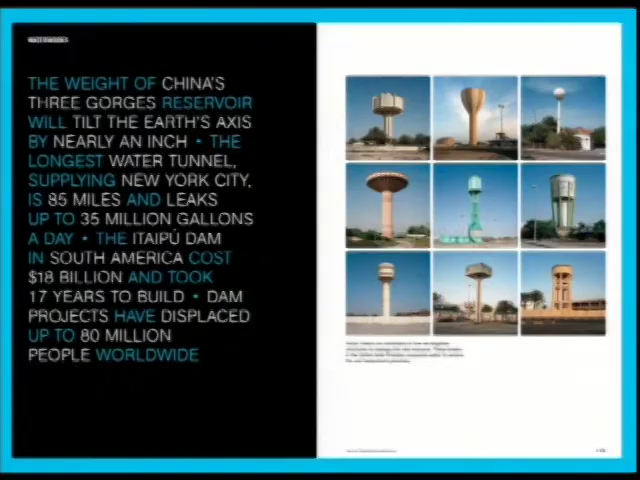 WATERWORKS
THE WEIGHT OF CHINA'S
THREE GORGES RESERVOIR
WILL TILT THE EARTH'S AXIS
BY NEARLY AN INCH • THE
LONGEST WATER TUNNEL,
SUPPLYING NEW YORK CITY,
IS 85 MILES AND LEAKS
UP TO 35 MILLION GALLONS
A DAY • THE ITAIPÚ DAM
IN SOUTH AMERICA COST
$18 BILLION AND TOOK
17 YEARS TO BUILD • DAM
PROJECTS HAVE DISPLACED
UP TO 80 MILLION
PEOPLE WORLDWIDE